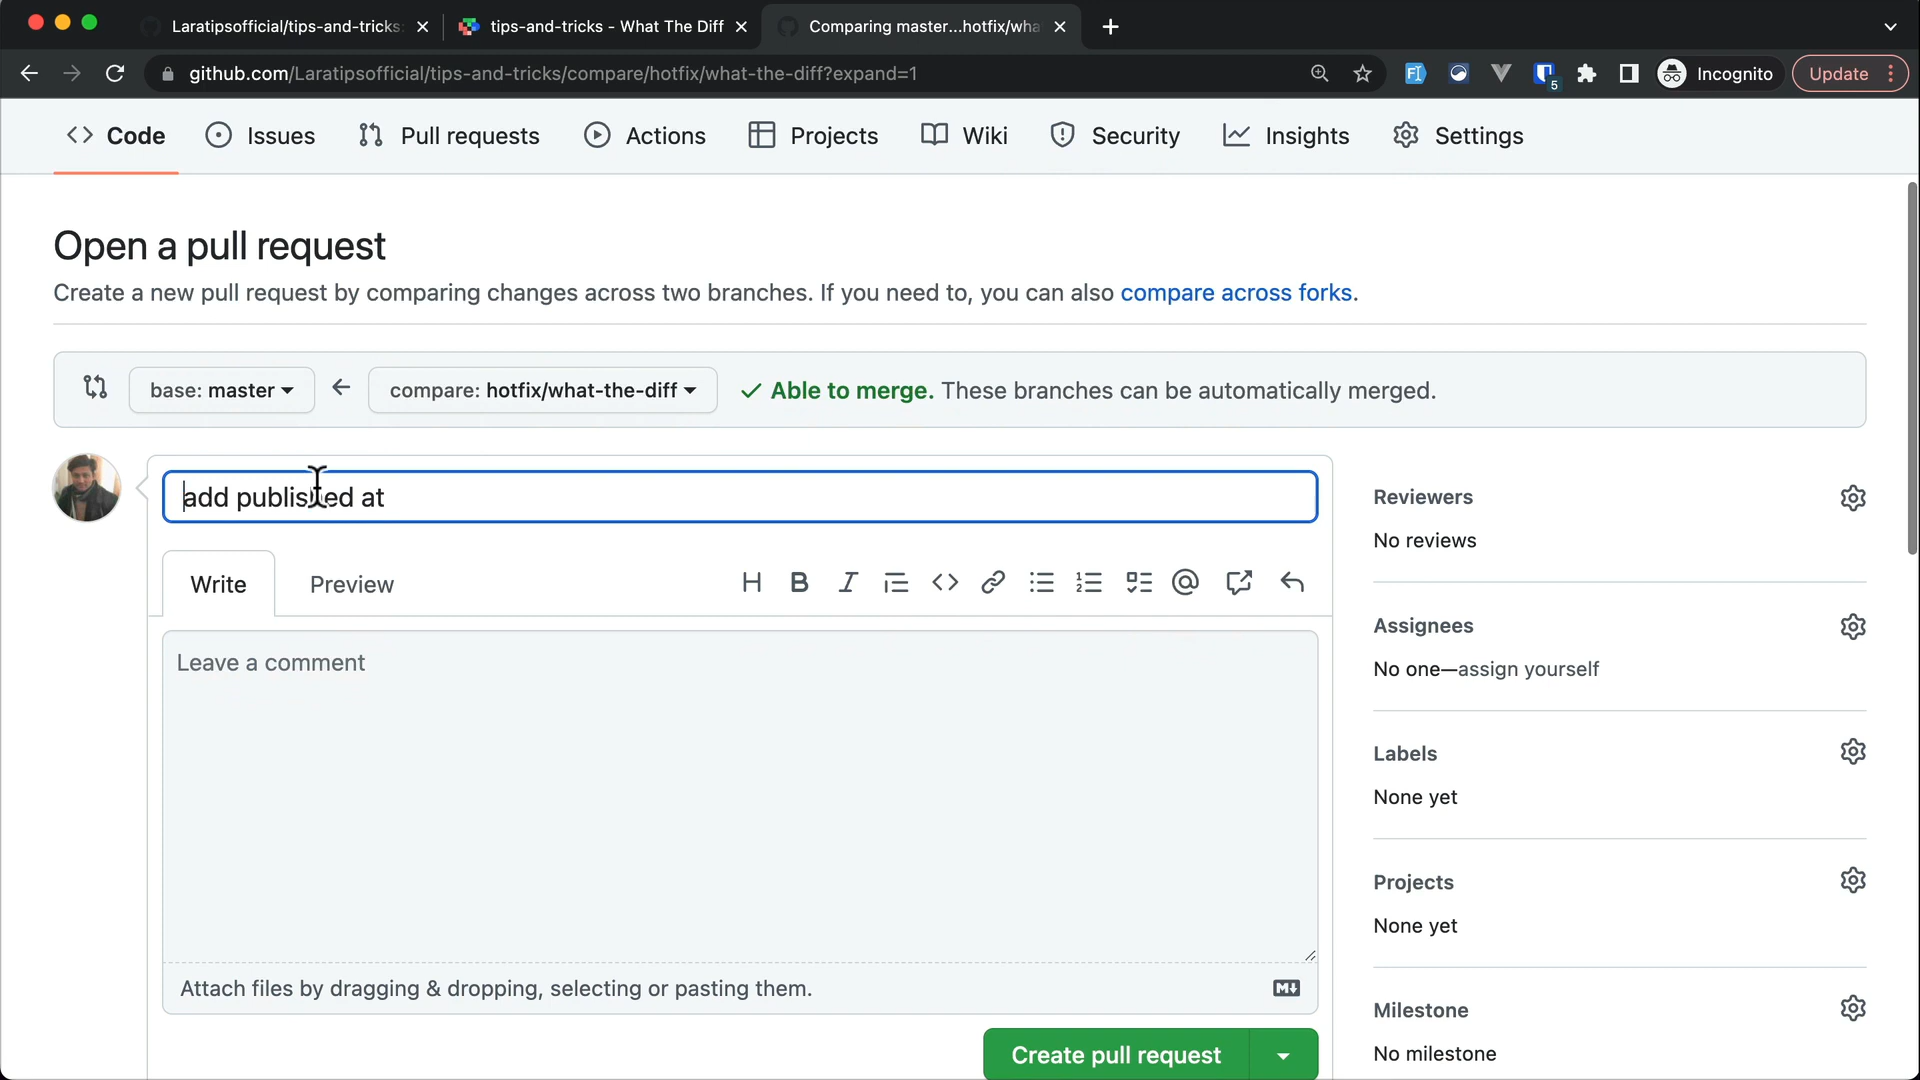 Laratipsofficial/tips-and-tricks:
tips-and-tricks - What The Diff
Comparing master...hotfix/wha
github.com/Laratipsofficial/tips-and-tricks/compare/hotfix/what-the-diff?expand=1
5
Incognito
Update
Code
Issues
Pull requests
Actions
Projects
Wiki
Security
Insights
Settings
Open a pull request
Create a new pull request by comparing changes across two branches. If you need to, you can also compare across forks.
base: master
compare: hotfix/what-the-diff
Able to merge. These branches can be automatically merged.
add published at
Write
Preview
Leave a comment
Attach files by dragging & dropping, selecting or pasting them.
Create pull request
Reviewers
No reviews
Assignees
No one—assign yourself
Labels
None yet
Projects
None yet
Milestone
No milestone